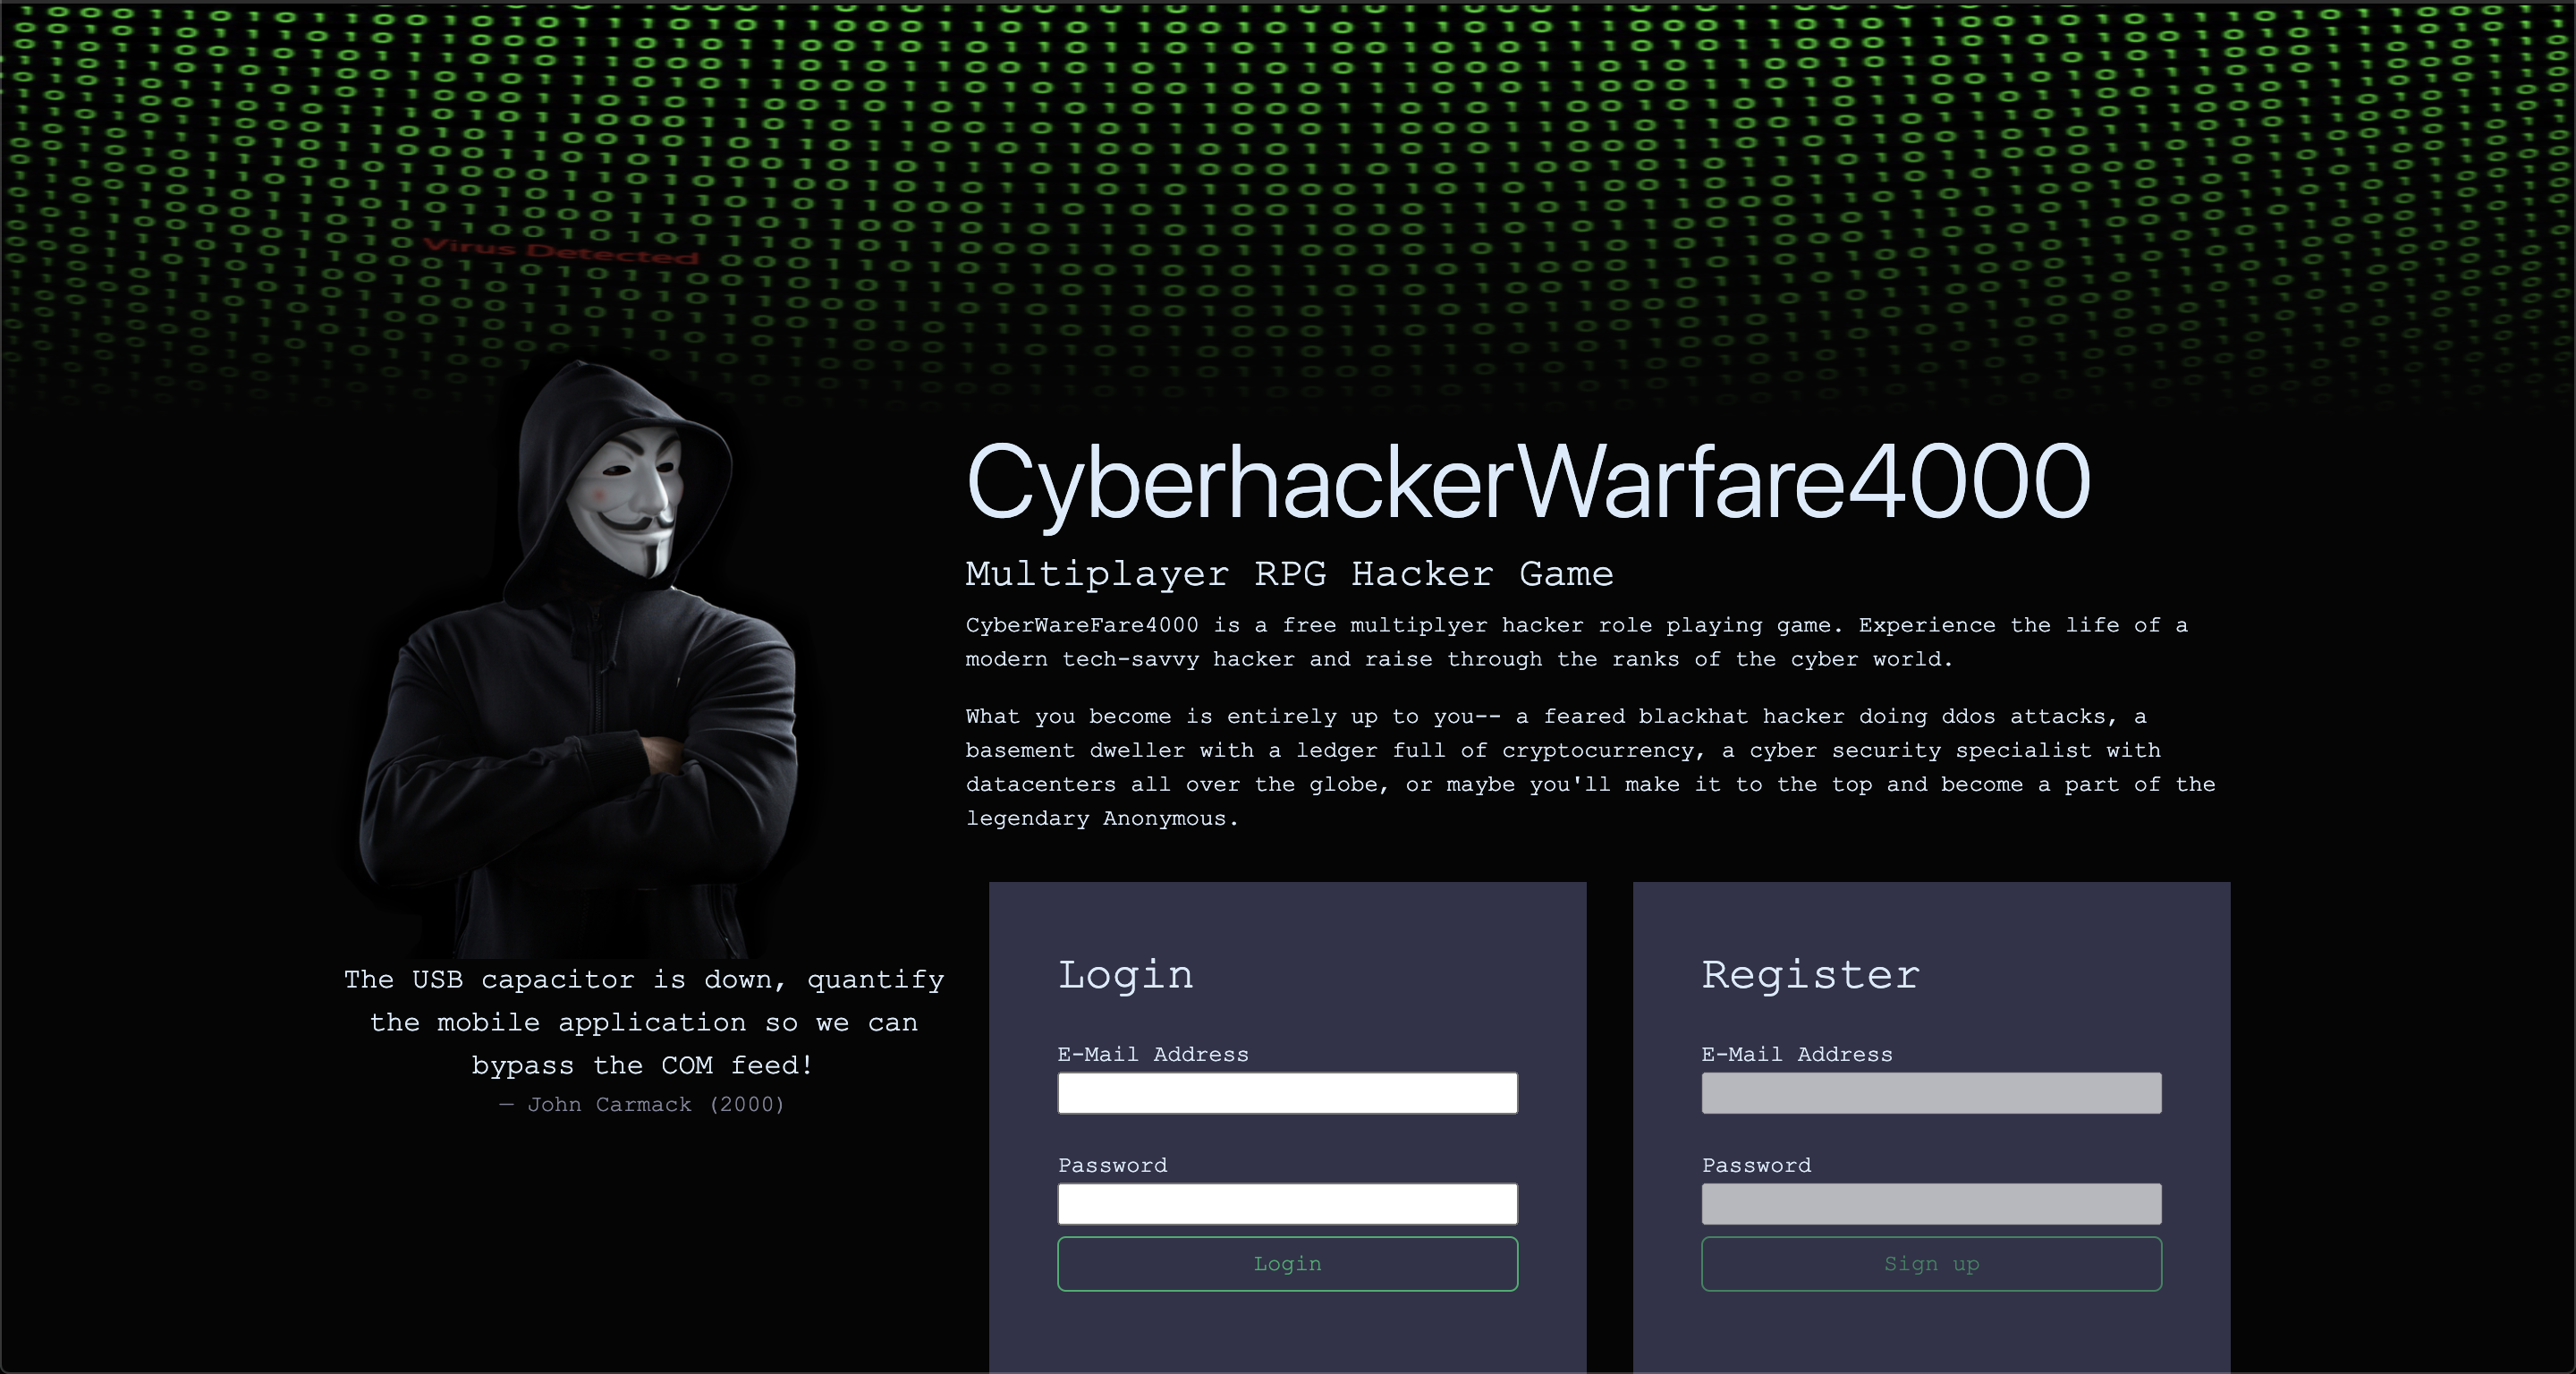 Virus Detected
CyberhackerWarfare4000
Multiplayer RPG Hacker Game
CyberWareFare4000 is a free multiplyer hacker role playing game. Experience the life of a
modern tech-savvy hacker and raise through the ranks of the cyber world.
What you become is entirely up to you-- a feared blackhat hacker doing ddos attacks, a
basement dweller with a ledger full of cryptocurrency, a cyber security specialist with
datacenters all over the globe, or maybe you'll make it to the top and become a part of the
legendary Anonymous.
The USB capacitor is down, quantify
the mobile application so we can
bypass the COM feed!
— John Carmack (2000)
Login
E-Mail Address
Password
Login
Register
E-Mail Address
Password
Sign up